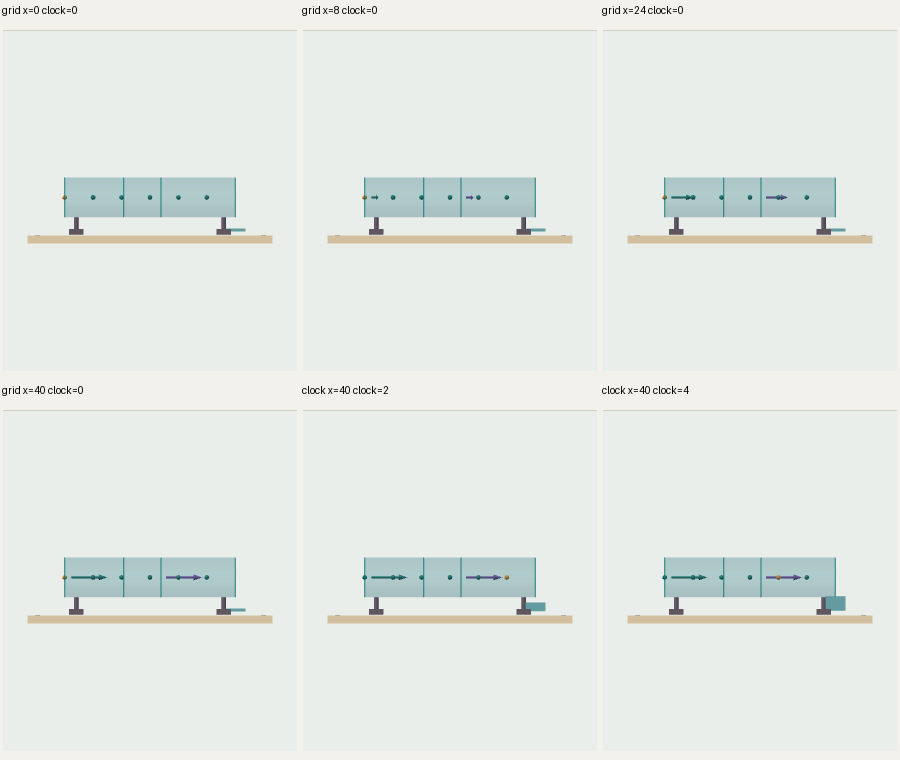 grid x=0 clock=0
grid x=8 clock=0
grid x=24 clock=0
grid x=40 clock=0
clock x=40 clock=2
clock x=40 clock=4